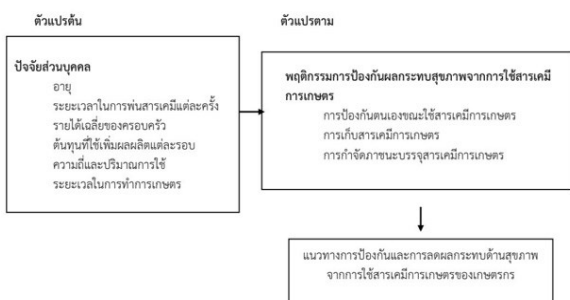 ตัวแปรต้น
ตัวแปรตาม
ปัจจัยส่วนบุคคล
อายุ
ระยะเวลาในการพ่นสารเคมีแต่ละครั้ง
รายได้เฉลี่ยของครอบครัว
ต้นทุนที่ใช้เพิ่มผลผลิตแต่ละรอบ
ความถี่และปริมาณการใช้
ระยะเวลในการทำการเกษตร
พฤติกรรมการป้องกันผลกระทบสุขภาพจากการใช้สารเคมี
การเกษตร
การป้องกันตนเองขณะใช้สารเคมีการเกษตร
การเก็บสารเคมีการเกษตร
การกำจัดภาชนะบรรจุสารเคมีการเกษตร
แนวทางการป้องกันและการลดผลกระทบด้านสุขภาพ
จากการใช้สารเคมีการเกษตรของเกษตรกร